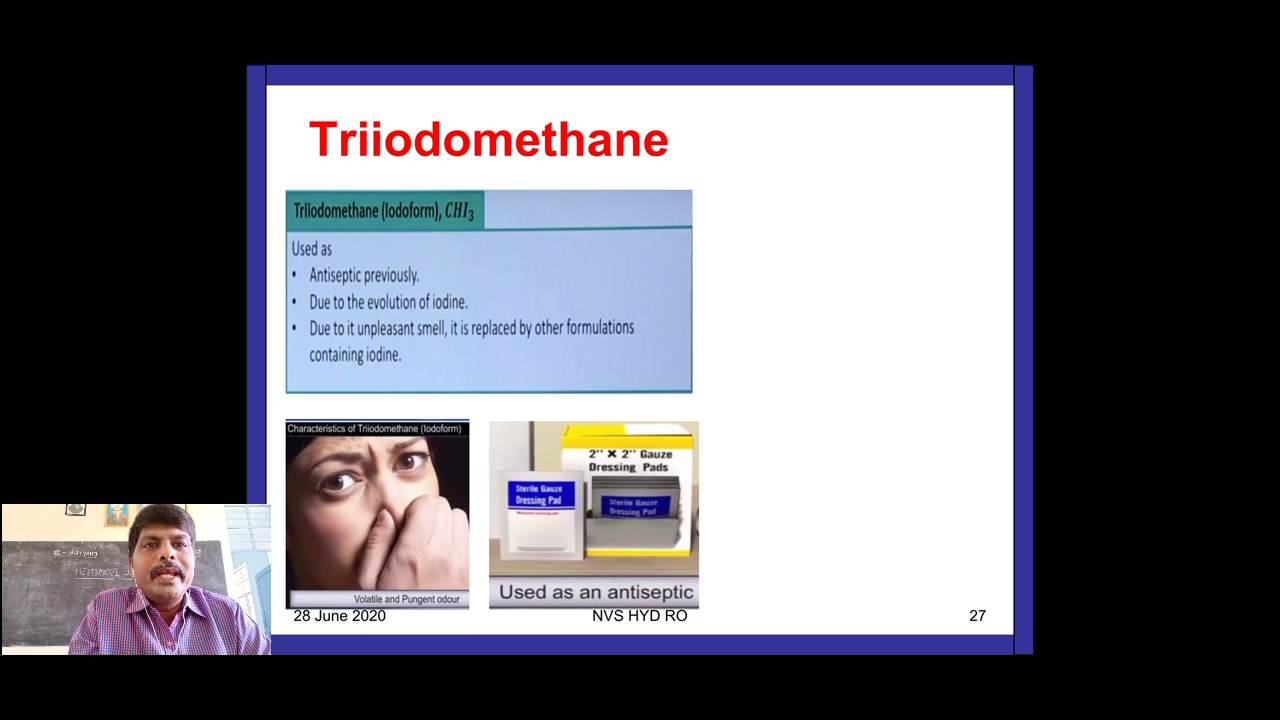 Triiodomethane
Triiodomethane (Iodoform), CHI₃
Used as
• Antiseptic previously.
• Due to the evolution of iodine.
• Due to it unpleasant smell, it is replaced by other formulations
containing iodine.
Characteristics of Triiodomethane (Iodoform)
Volatile and Pungent odour
2" × 2" Gauze
Dressing Pads
Sterile Gauze
Dressing Pad
Sterile Gauze
Dressing Pad
Used as an antiseptic
28 June 2020
NVS HYD RO
27